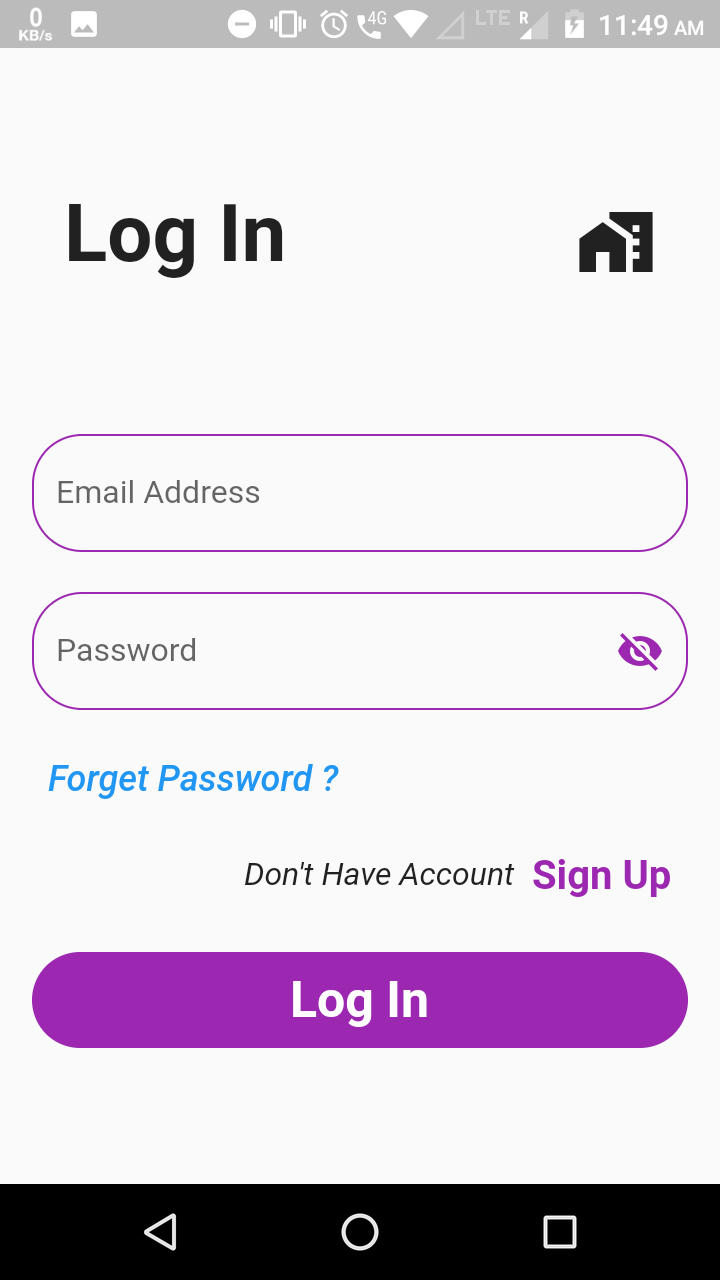 0
KB/s
4G
LTE
R
11:49 AM
Log In
Email Address
Password
Forget Password ?
Don't Have Account Sign Up
Log In